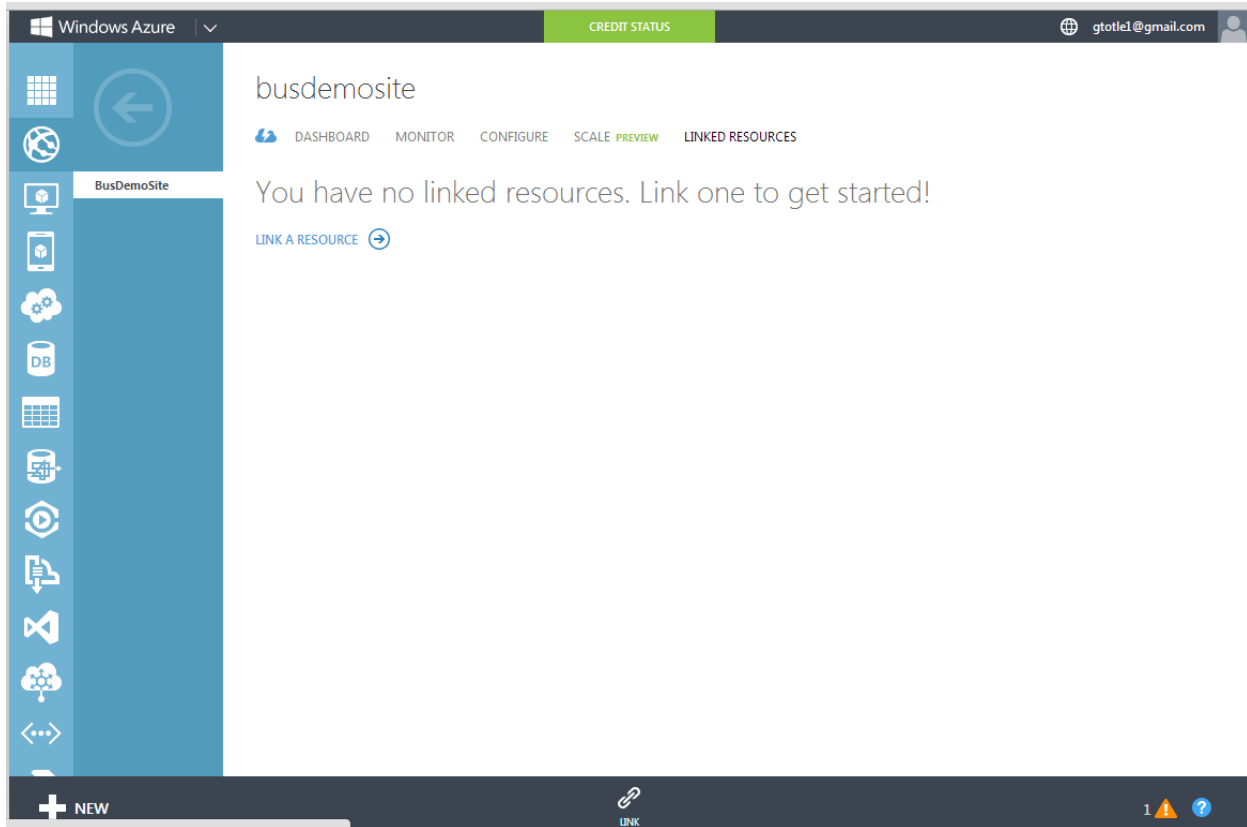 Windows Azure
CREDIT STATUS
gtotle1@gmail.com
busdemosite
DASHBOARD MONITOR CONFIGURE SCALE PREVIEW LINKED RESOURCES
BusDemoSite
You have no linked resources. Link one to get started!
LINK A RESOURCE
DB
NEW
LINK
1
?